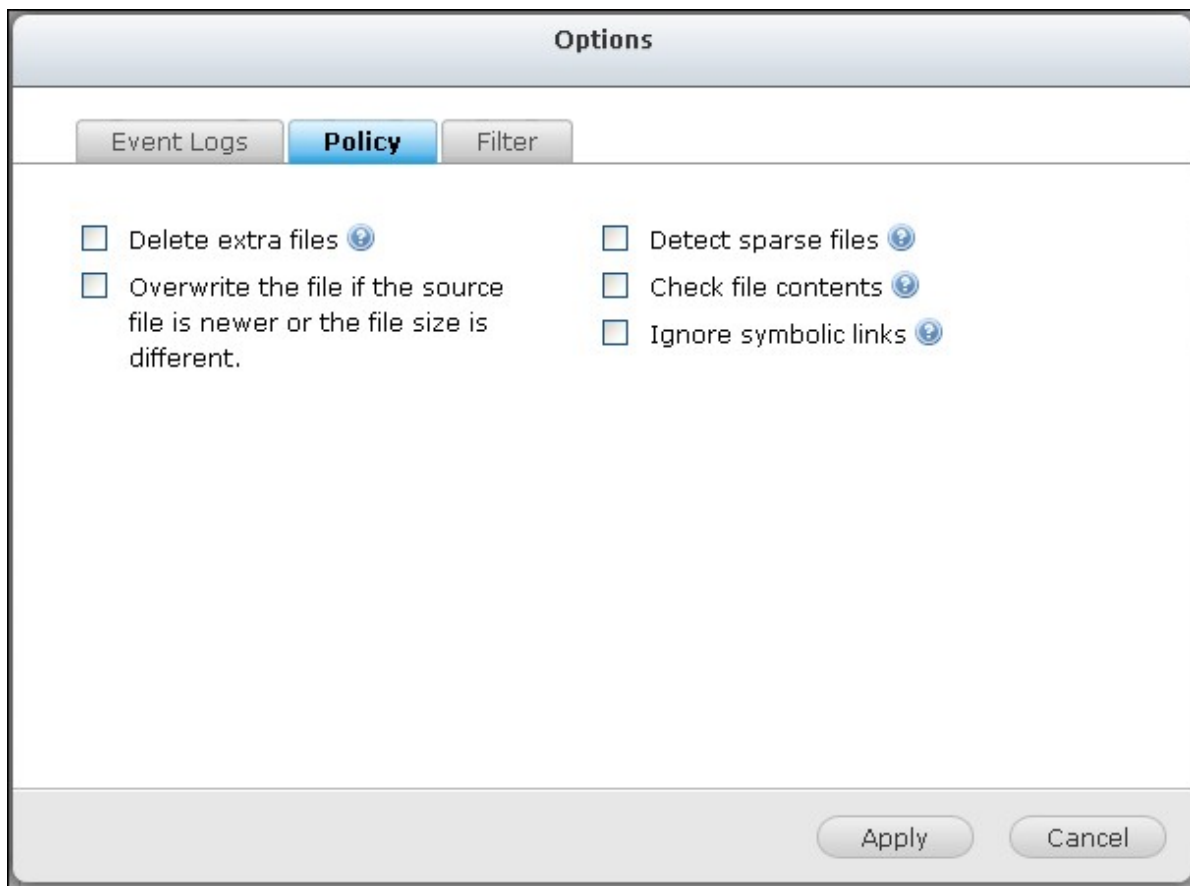 Options
Event Logs
Policy
Filter
Delete extra files
Overwrite the file if the source
file is newer or the file size is
different.
Detect sparse files
Check file contents
Ignore symbolic links
Apply
Cancel